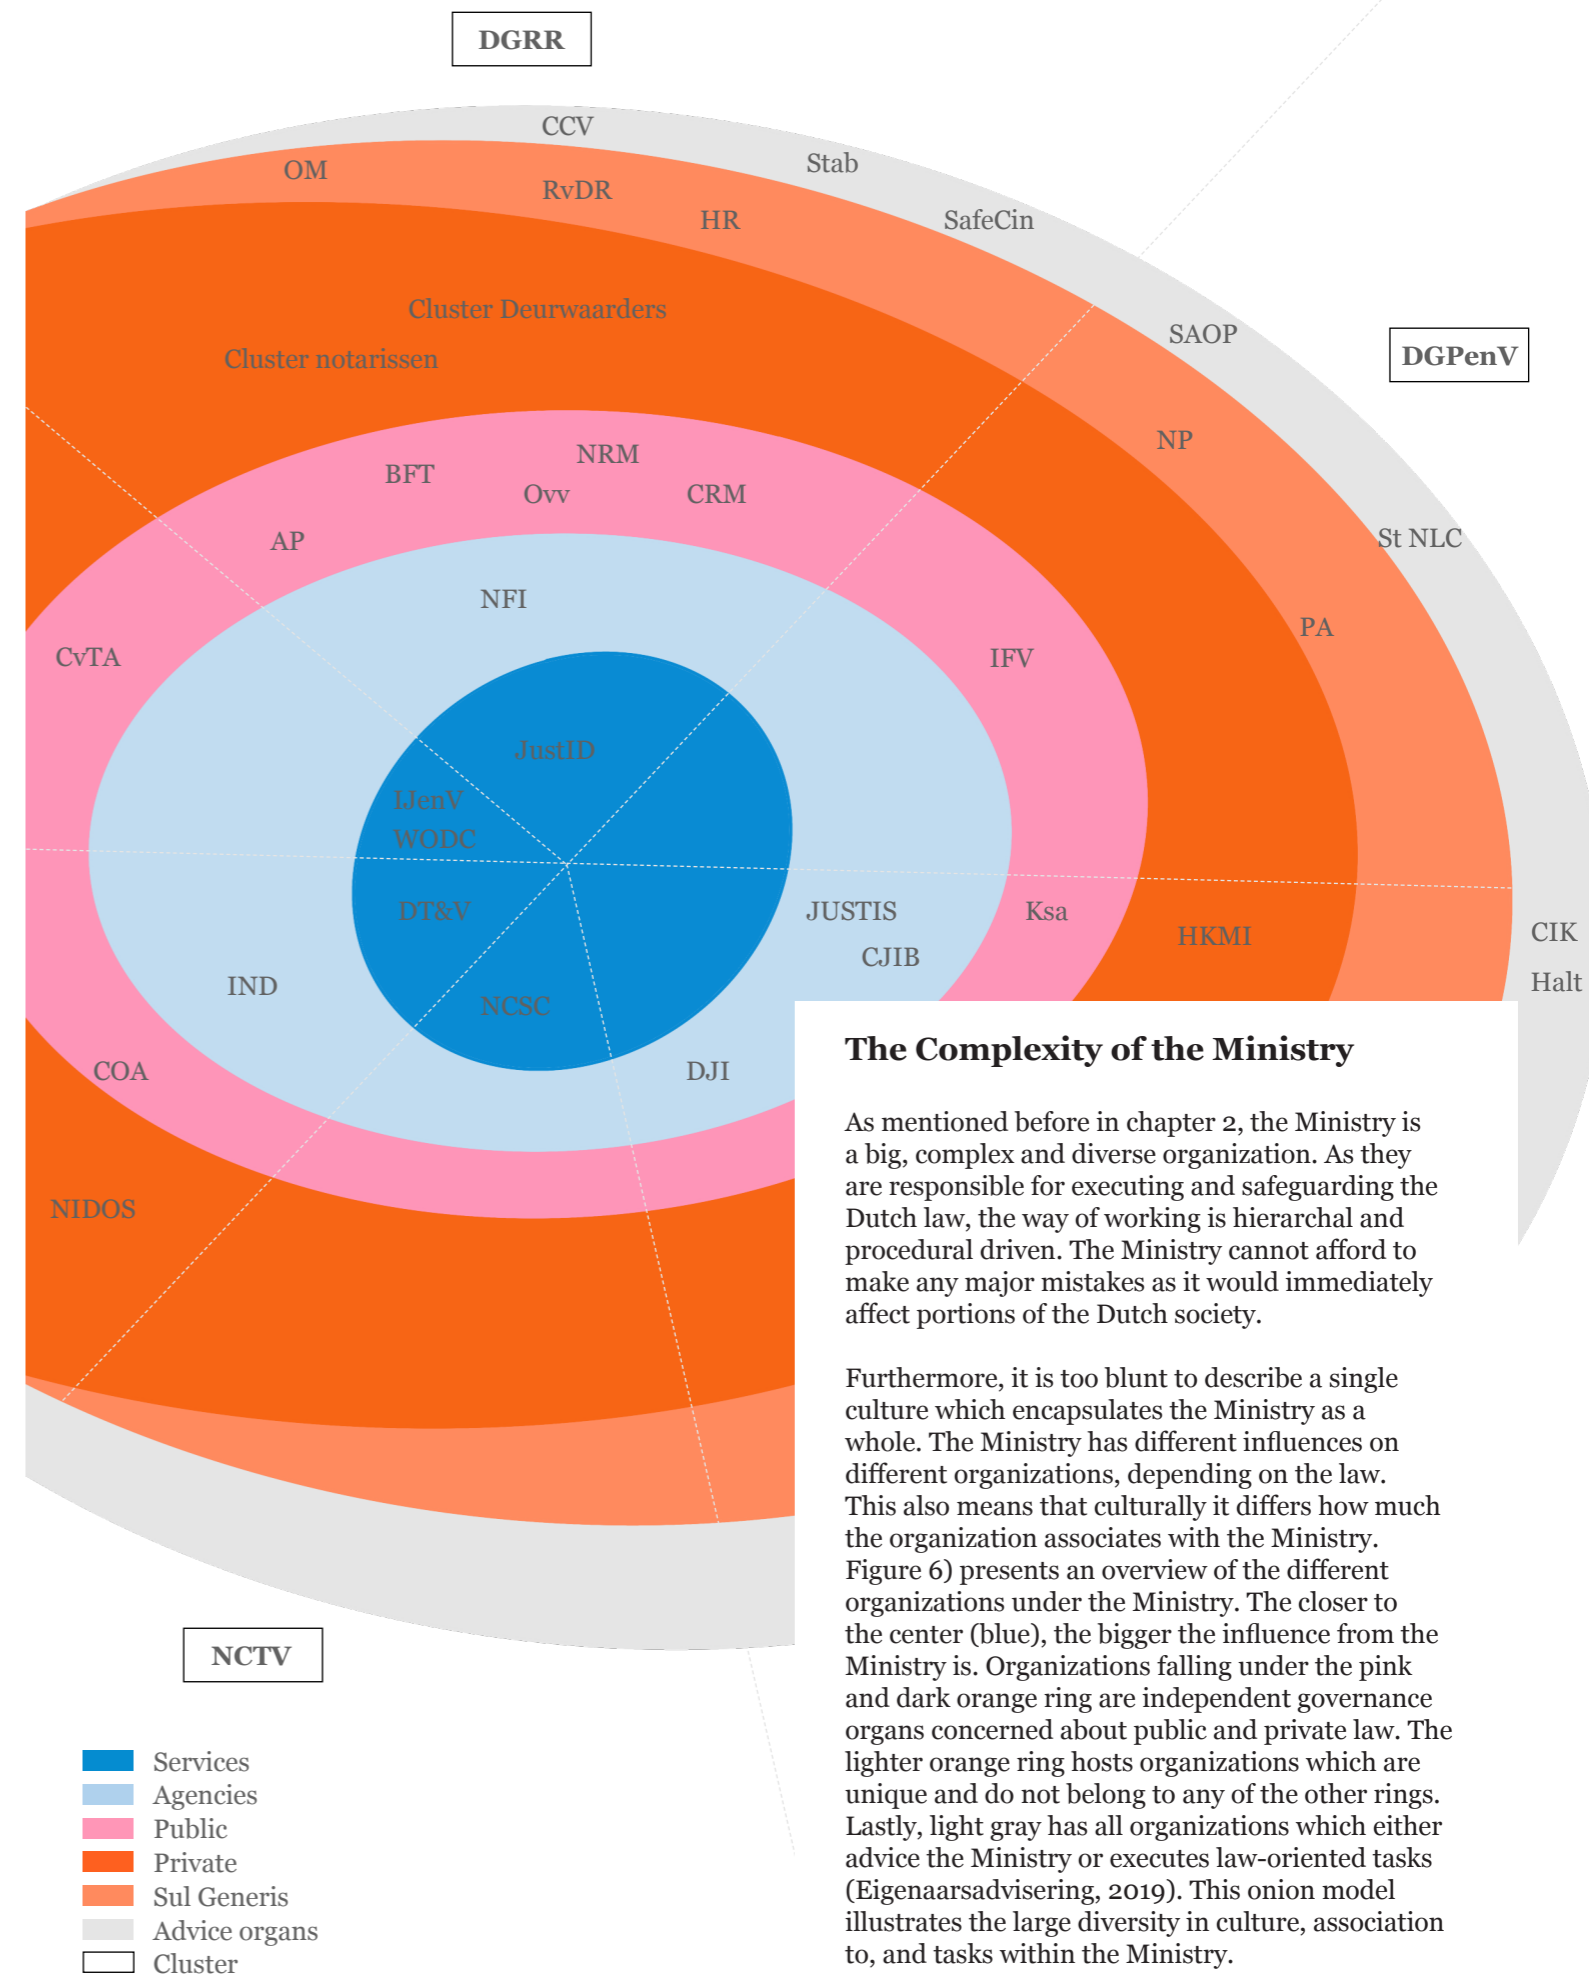 DGRR
CCV
Stab
OM
RvDR
HR
SafeCin
Cluster Deurwaarders
Cluster notarissen
SAOP
DGPenV
NP
NRM
BFT
Ovv
CRM
AP
St NLC
NFI
PA
CvTA
IFV
JustID
IJenV
WODC
DT&V
JUSTIS
Ksa
HKMI
CIK
CJIB
Halt
IND
NCSC
COA
DJI
NIDOS
The Complexity of the Ministry
As mentioned before in chapter 2, the Ministry is
a big, complex and diverse organization. As they
are responsible for executing and safeguarding the
Dutch law, the way of working is hierarchal and
procedural driven. The Ministry cannot afford to
make any major mistakes as it would immediately
affect portions of the Dutch society.
Furthermore, it is too blunt to describe a single
culture which encapsulates the Ministry as a
whole. The Ministry has different influences on
different organizations, depending on the law.
This also means that culturally it differs how much
the organization associates with the Ministry.
Figure 6) presents an overview of the different
organizations under the Ministry. The closer to
the center (blue), the bigger the influence from the
Ministry is. Organizations falling under the pink
and dark orange ring are independent governance
organs concerned about public and private law. The
lighter orange ring hosts organizations which are
unique and do not belong to any of the other rings.
Lastly, light gray has all organizations which either
advice the Ministry or executes law-oriented tasks
(Eigenaarsadvisering, 2019). This onion model
illustrates the large diversity in culture, association
to, and tasks within the Ministry.
NCTV
Services
Agencies
Public
Private
Sul Generis
Advice organs
Cluster